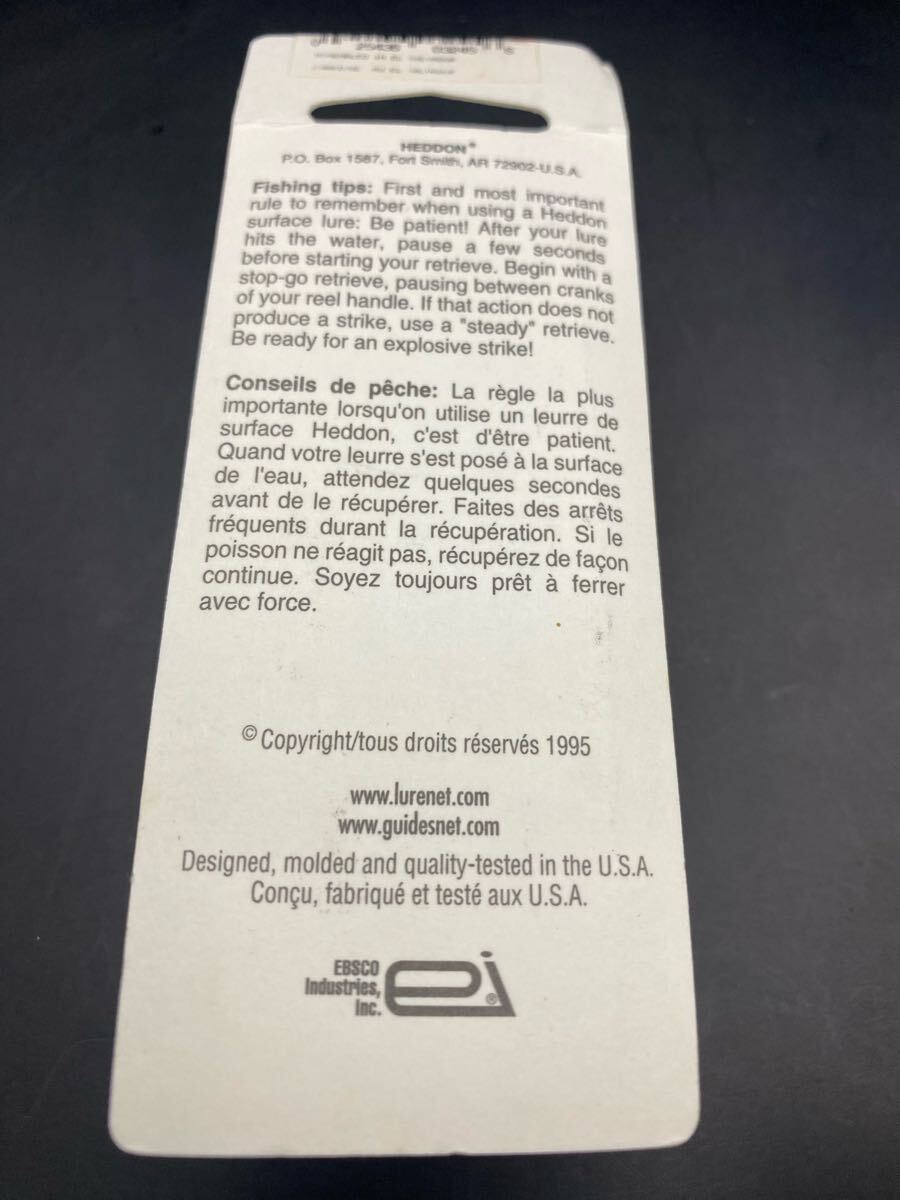 HEDDON®
P.O. Box 1587, Fort Smith, AR 72902-U.S.A.
Fishing tips: First and most important
rule to remember when using a Heddon
surface lure: Be patient! After your lure
hits the water, pause a few seconds
before starting your retrieve. Begin with a
stop-go retrieve, pausing between cranks
of your reel handle. If that action does not
produce a strike, use a "steady" retrieve.
Be ready for an explosive strike!
Conseils de pêche: La règle la plus
importante lorsqu'on utilise un leurre de
surface Heddon, c'est d'être patient.
Quand votre leurre s'est posé à la surface
de l'eau, attendez quelques secondes
avant de le récupérer. Faites des arrêts
fréquents durant la récupération. Si le
poisson ne réagit pas, récupérez de façon
continue. Soyez toujours prêt à ferrer
avec force.
© Copyright/tous droits réservés 1995
www.lurenet.com
www.guidesnet.com
Designed, molded and quality-tested in the U.S.A.
Conçu, fabriqué et testé aux U.S.A.
EBSCO
Industries,
Inc.
ei®